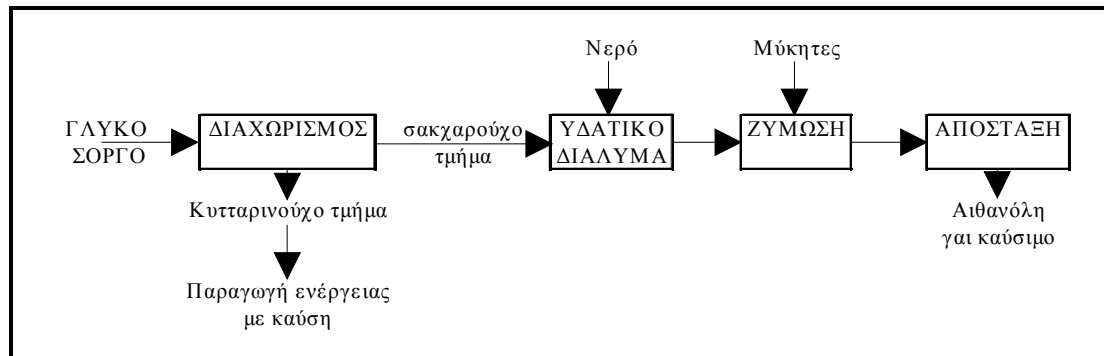 Νερό
Μύκητες
ΓΛΥΚΟ
ΣΟΡΓΟ
ΔΙΑΧΩΡΙΣΜΟΣ
σακχαρούχο
τμήμα
ΥΔΑΤΙΚΟ
ΔΙΑΛΥΜΑ
ΖΥΜΩΣΗ
ΑΠΟΣΤΑΞΗ
Κυτταρινούχο τμήμα
Αιθανόλη
γαι καύσιμο
Παραγωγή ενέργειας
με καύση